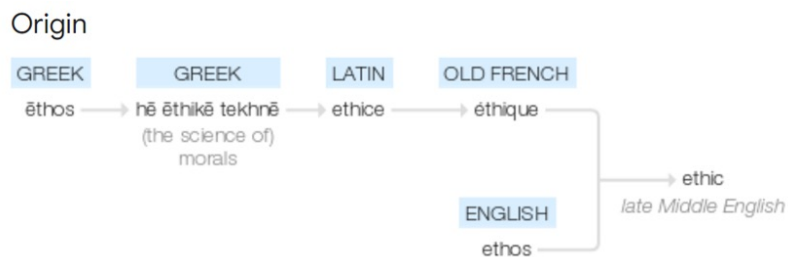 Origin
GREEK GREEK LATIN OLD FRENCH
ēthos hē ēthikē tekhnē ethice éthique
(the science of)
morals
ethic
late Middle English
ENGLISH
ethos